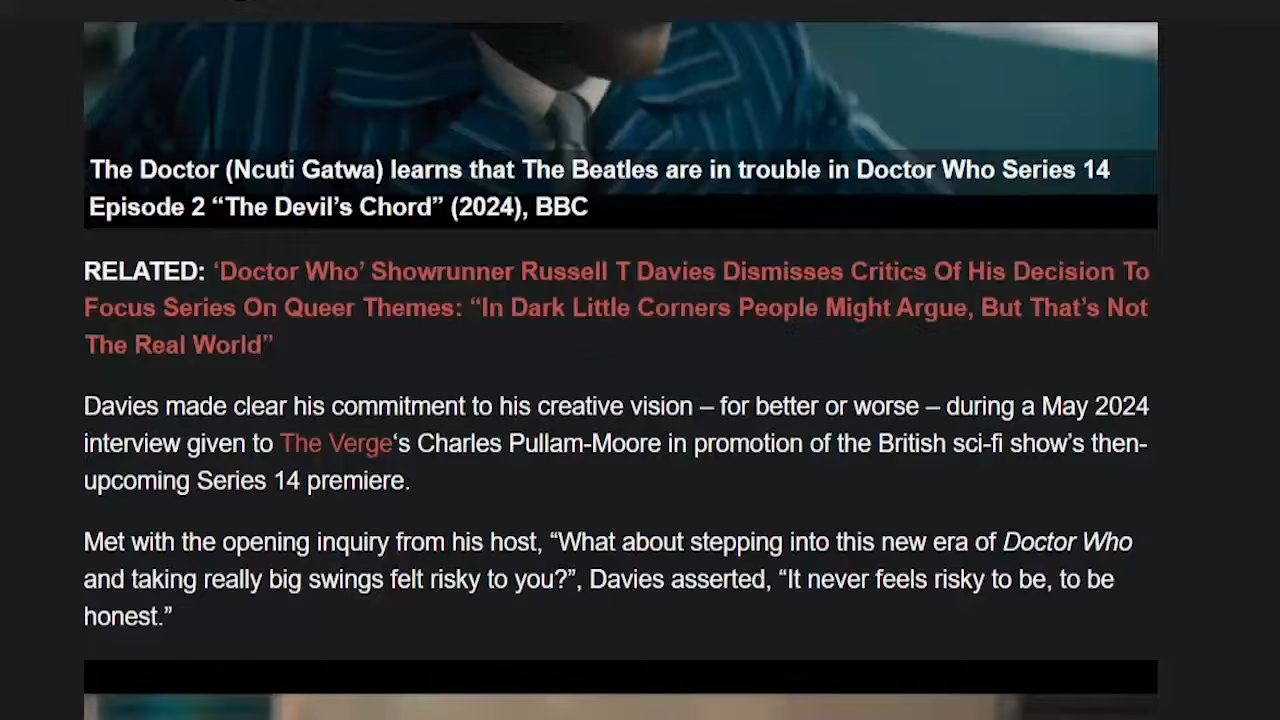 The Doctor (Ncuti Gatwa) learns that The Beatles are in trouble in Doctor Who Series 14
Episode 2 “The Devil’s Chord” (2024), BBC
RELATED: ‘Doctor Who’ Showrunner Russell T Davies Dismisses Critics Of His Decision To
Focus Series On Queer Themes: “In Dark Little Corners People Might Argue, But That’s Not
The Real World”
Davies made clear his commitment to his creative vision – for better or worse – during a May 2024
interview given to The Verge‘s Charles Pullam-Moore in promotion of the British sci-fi show’s then-
upcoming Series 14 premiere.
Met with the opening inquiry from his host, “What about stepping into this new era of Doctor Who
and taking really big swings felt risky to you?”, Davies asserted, “It never feels risky to be, to be
honest.”